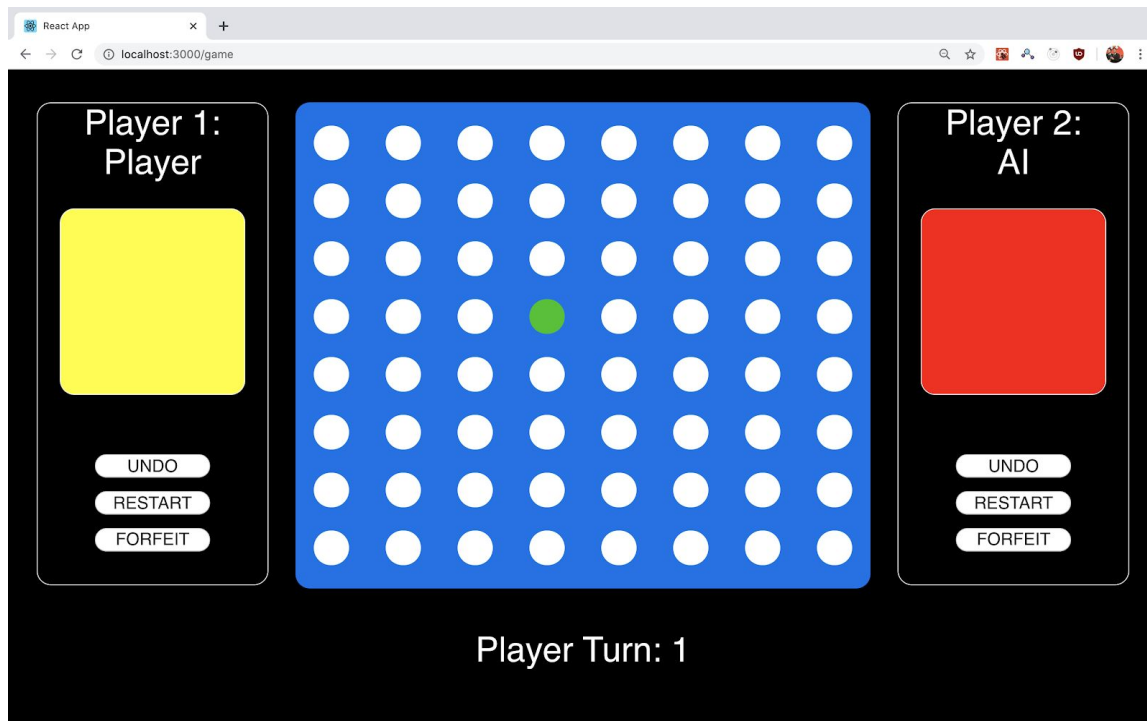 React App
localhost:3000/game
Player 1:
Player
UNDO
RESTART
FORFEIT
Player 2:
AI
UNDO
RESTART
FORFEIT
Player Turn: 1